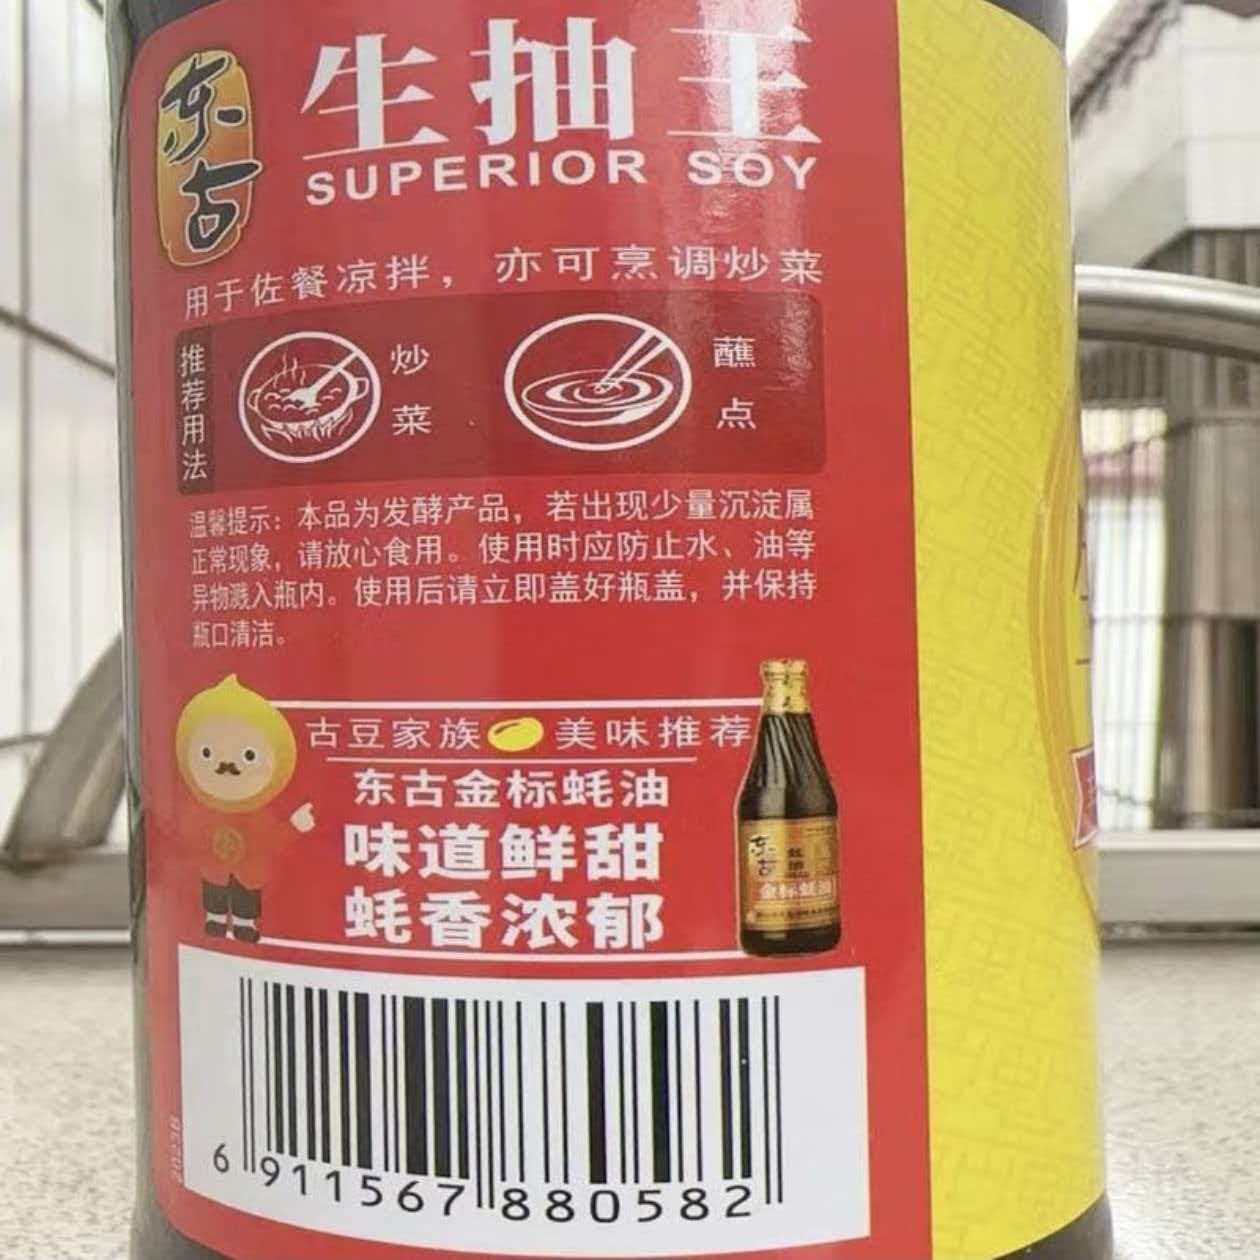 东古
生抽王
SUPERIOR SOY
用于佐餐凉拌，亦可烹调炒菜
推荐用法
炒菜
蘸点
温馨提示：本品为发酵产品，若出现少量沉淀属
正常现象，请放心食用。使用时应防止水、油等
异物溅入瓶内。使用后请立即盖好瓶盖，并保持
瓶口清洁。
古豆家族 美味推荐
东古金标蚝油
味道鲜甜
蚝香浓郁
东古
金标蚝油
6 911567 880582